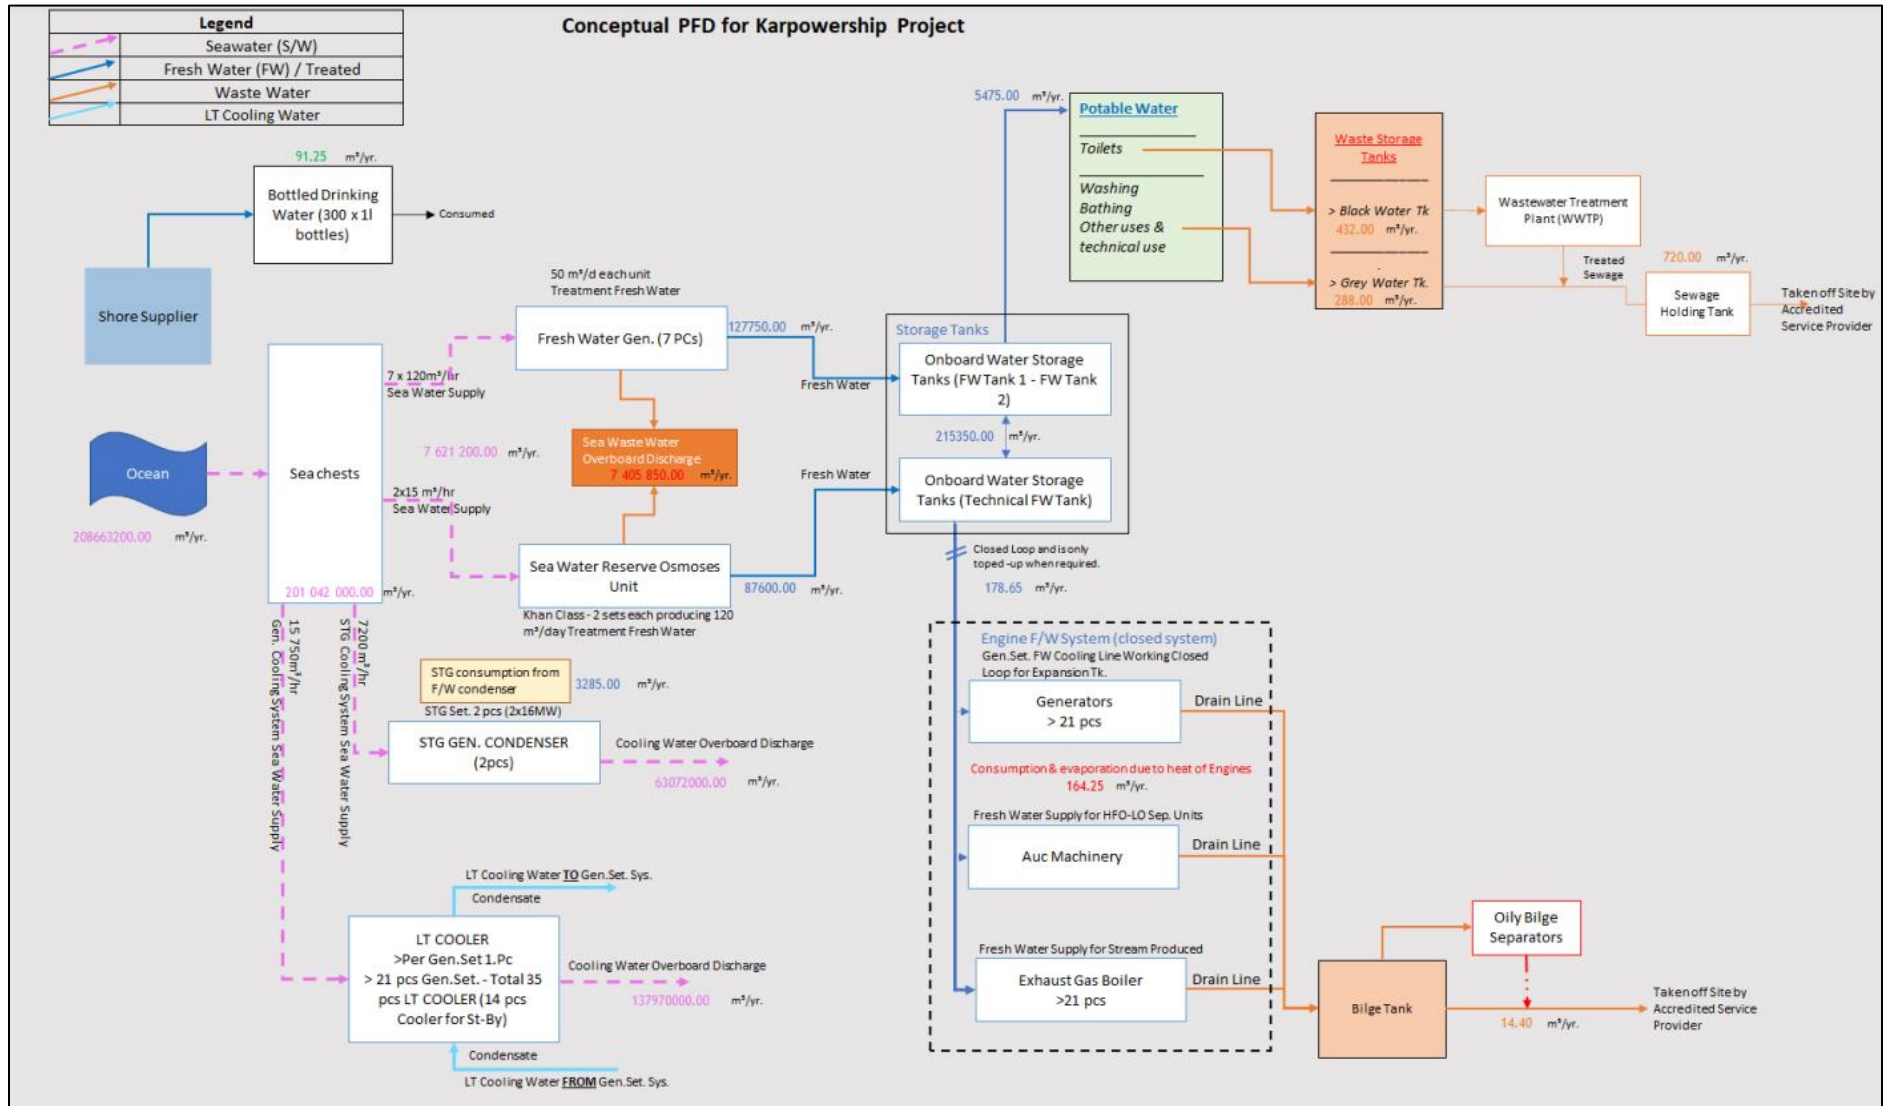 Conceptual PFD for Karpowership Project
Legend
Seawater (S/W)
Fresh Water (FW) / Treated
Waste Water
LT Cooling Water
91.25 m³/yr.
Bottled Drinking
Water (300 x 1l
bottles)
Consumed
Shore Supplier
Ocean
208663200.00 m³/yr.
Sea chests
201 042 000.00 m³/yr.
7 x 120m³/hr
Sea Water Supply
7 621 200.00 m³/yr.
2x15 m³/hr
Sea Water Supply
50 m³/d each unit
Treatment Fresh Water
Fresh Water Gen. (7 PCs)
127750.00 m³/yr.
Fresh Water
Sea Waste Water
Overboard Discharge
7 405 850.00 m³/yr.
Sea Water Reserve Osmoses
Unit
87600.00 m³/yr.
Fresh Water
Khan Class - 2 sets each producing 120
m³/day Treatment Fresh Water
Storage Tanks
Onboard Water Storage
Tanks (FW Tank 1 - FW Tank
2)
215350.00 m³/yr.
Onboard Water Storage
Tanks (Technical FW Tank)
5475.00 m³/yr.
Potable Water
Toilets
Washing
Bathing
Other uses &
technical use
Waste Storage
Tanks
> Black Water Tk
432.00 m³/yr.
> Grey Water Tk.
288.00 m³/yr.
Wastewater Treatment
Plant (WWTP)
Treated
Sewage
720.00 m³/yr.
Sewage
Holding Tank
Taken off Site by
Accredited
Service Provider
Closed Loop and is only
toped -up when required.
178.65 m³/yr.
Engine F/W System (closed system)
Gen.Set. FW Cooling Line Working Closed
Loop for Expansion Tk.
Generators
> 21 pcs
Drain Line
Consumption & evaporation due to heat of Engines
164.25 m³/yr.
Fresh Water Supply for HFO-LO Sep. Units
Auc Machinery
Drain Line
Fresh Water Supply for Stream Produced
Exhaust Gas Boiler
>21 pcs
Drain Line
Bilge Tank
Oily Bilge
Separators
14.40 m³/yr.
Taken off Site by
Accredited Service
Provider
15 750m³/hr
Gen. Cooling System Sea Water Supply
7200 m³/hr
STG Cooling System Sea Water Supply
STG consumption from
F/W condenser
3285.00 m³/yr.
STG Set. 2 pcs (2x16MW)
STG GEN. CONDENSER
(2pcs)
Cooling Water Overboard Discharge
63072000.00 m³/yr.
LT Cooling Water TO Gen.Set. Sys.
Condensate
LT COOLER
>Per Gen.Set 1.Pc
> 21 pcs Gen.Set. - Total 35
pcs LT COOLER (14 pcs
Cooler for St-By)
Cooling Water Overboard Discharge
137970000.00 m³/yr.
Condensate
LT Cooling Water FROM Gen.Set. Sys.